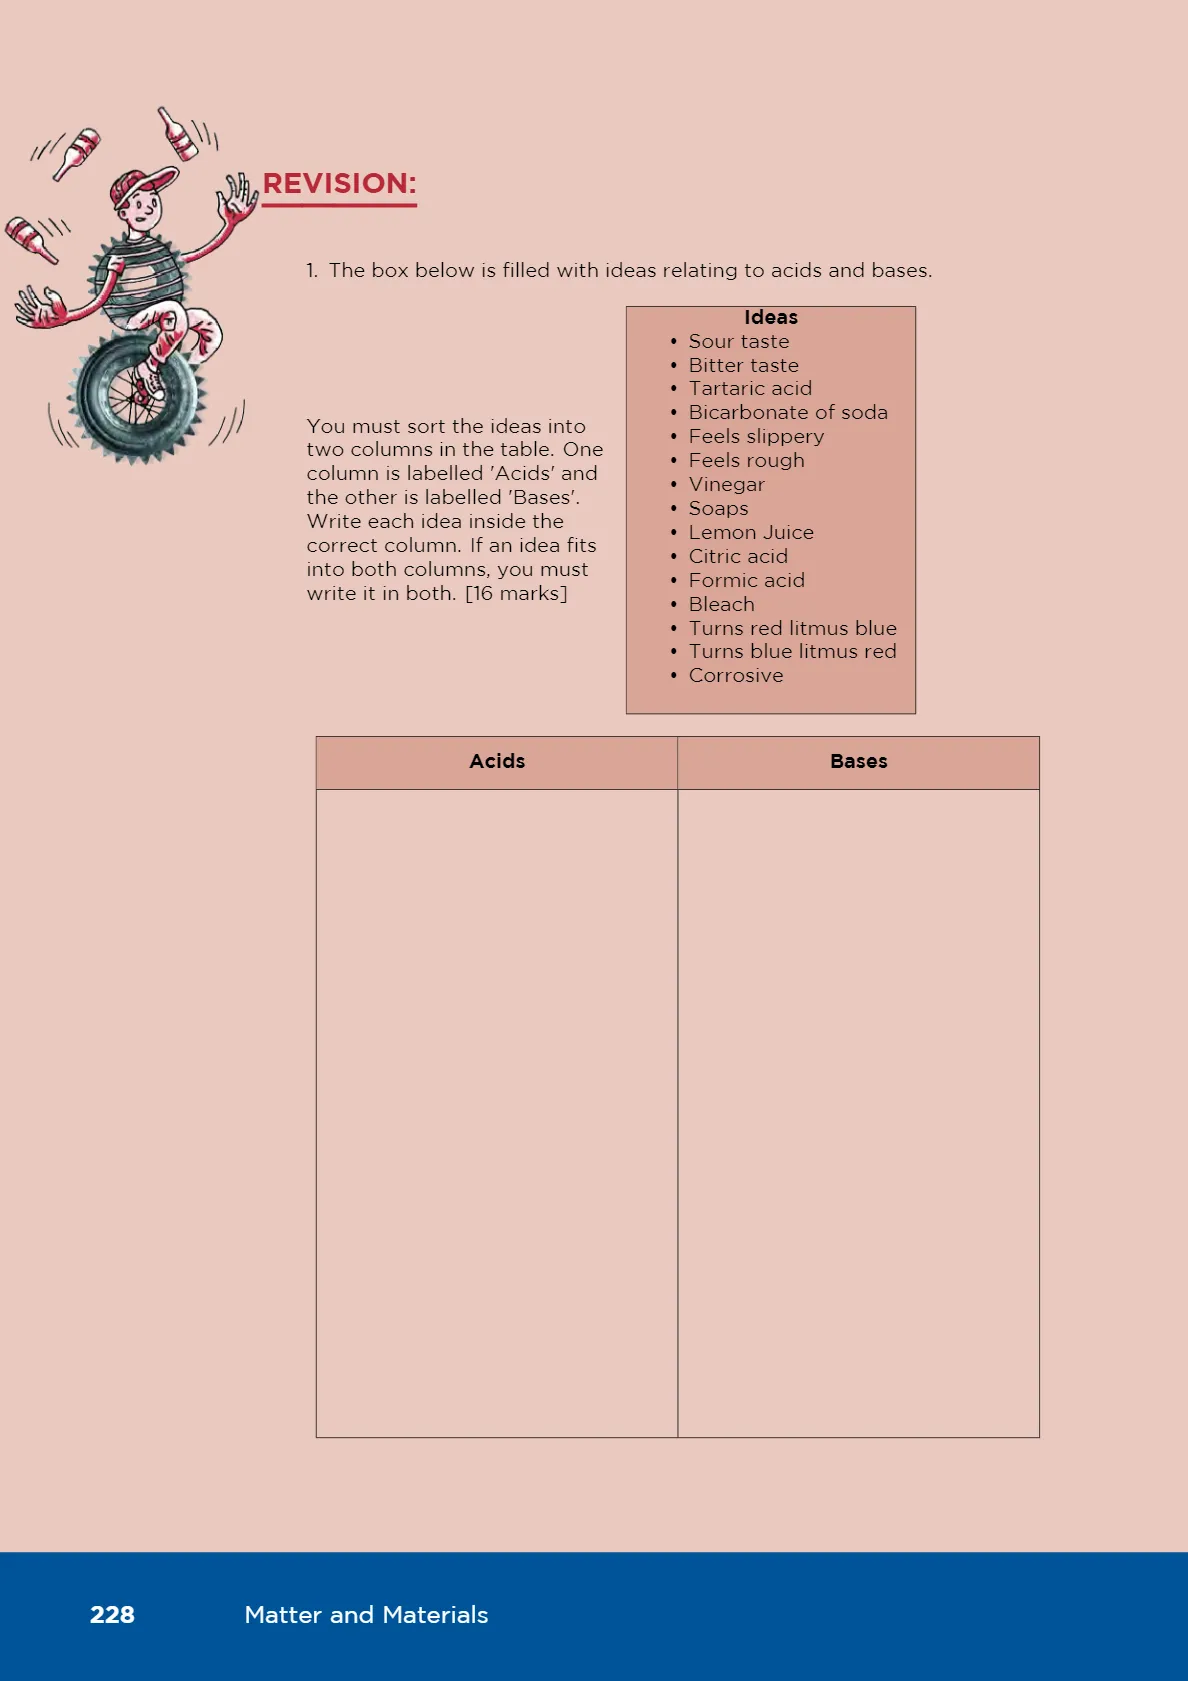 REVISION:
1. The box below is filled with ideas relating to acids and bases.
You must sort the ideas into
two columns in the table. One
column is labelled 'Acids' and
the other is labelled 'Bases'.
Write each idea inside the
correct column. If an idea fits
into both columns, you must
write it in both. [16 marks]
Ideas
• Sour taste
• Bitter taste
• Tartaric acid
• Bicarbonate of soda
• Feels slippery
• Feels rough
• Vinegar
• Soaps
• Lemon Juice
• Citric acid
• Formic acid
• Bleach
• Turns red litmus blue
• Turns blue litmus red
• Corrosive
Acids Bases
228 Matter and Materials